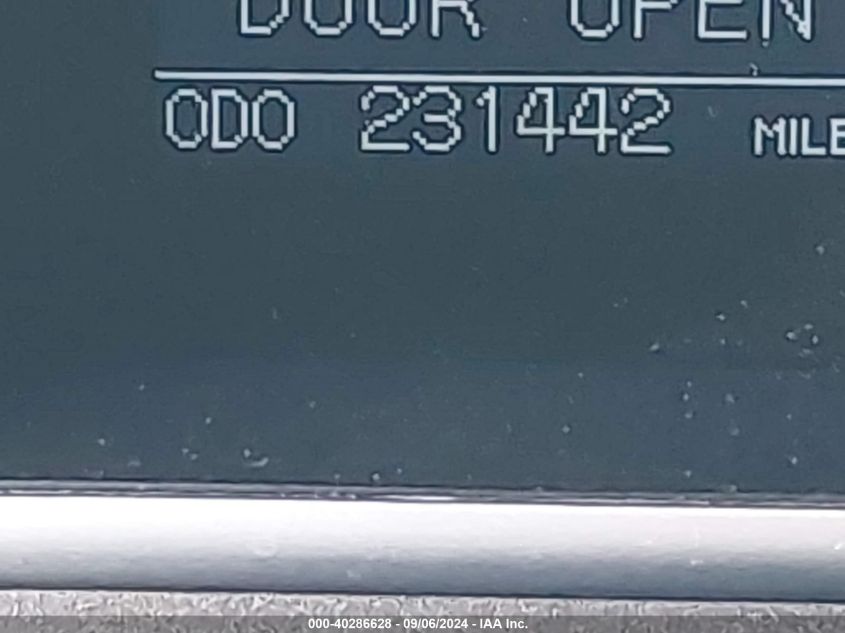 DOOR OPEN
ODO 231442 MILE
000-40286628 - 09/06/2024 - IAA Inc.